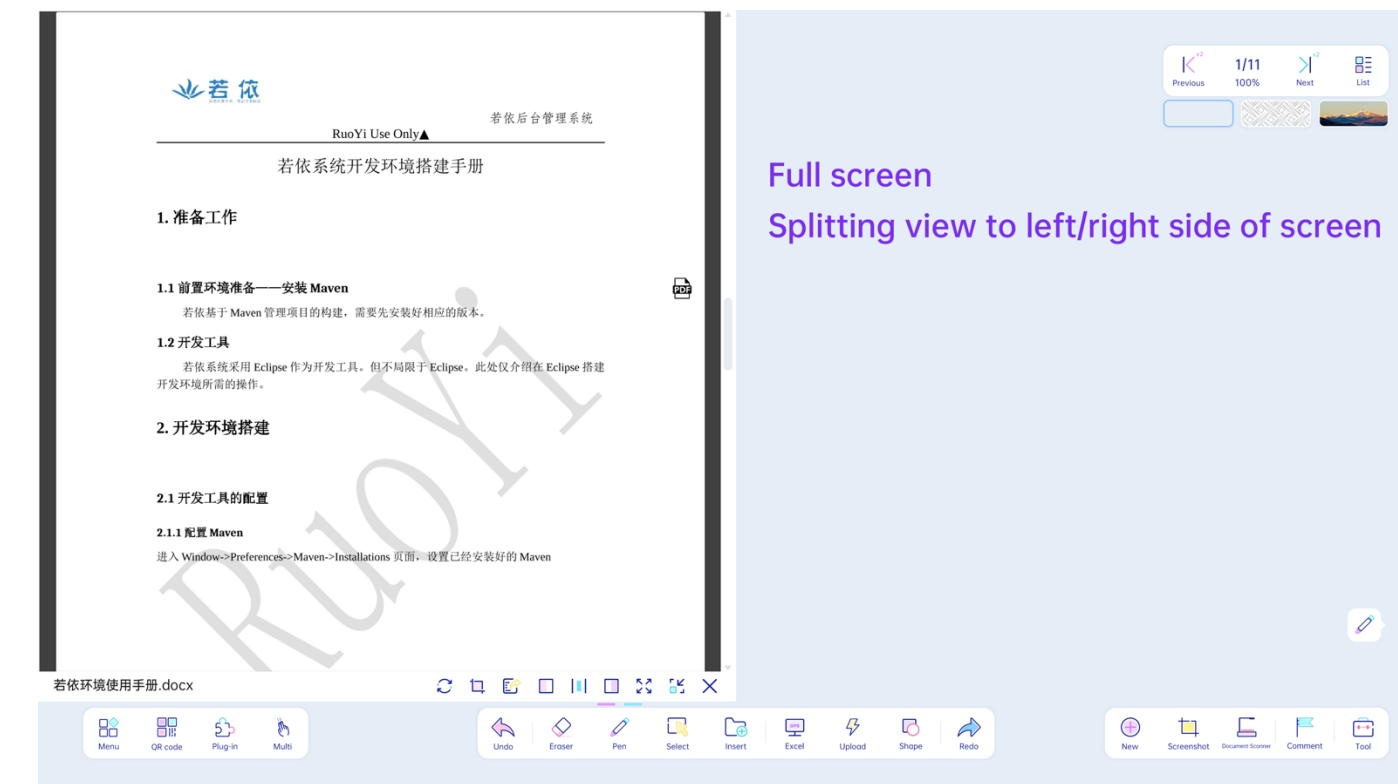 若依
若依后台管理系统
RuoYi Use Only▲
若依系统开发环境搭建手册
1. 准备工作
1.1 前置环境准备——安装 Maven
若依基于 Maven 管理项目的构建，需要先安装好相应的版本。
1.2 开发工具
若依系统采用 Eclipse 作为开发工具。但不局限于 Eclipse。此处仅介绍在 Eclipse 搭建
开发环境所需的操作。
2. 开发环境搭建
2.1 开发工具的配置
2.1.1 配置 Maven
进入 Window->Preferences->Maven->Installations 页面，设置已经安装好的 Maven
RuoYi
PDF
若依环境使用手册.docx
x2
1/11
x2
Previous
100%
Next
List
Full screen
Splitting view to left/right side of screen
Menu
QR code
Plug-in
Multi
Undo
Eraser
Pen
Select
Insert
Excel
Upload
Shape
Redo
New
Screenshot
Document Scanner
Comment
Tool